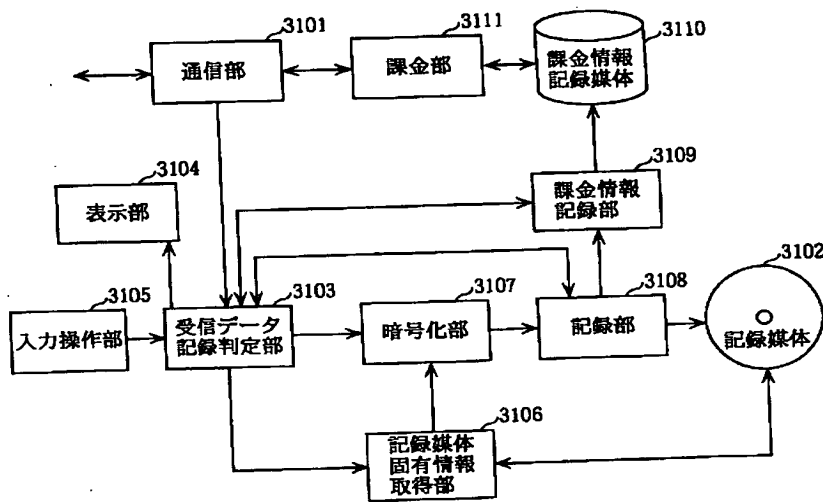 3101
通信部
3111
課金部
3110
課金情報
記録媒体
3104
表示部
3109
課金情報
記録部
3105
入力操作部
3103
受信データ
記録判定部
3107
暗号化部
3108
記録部
3102
記録媒体
3106
記録媒体
固有情報
取得部